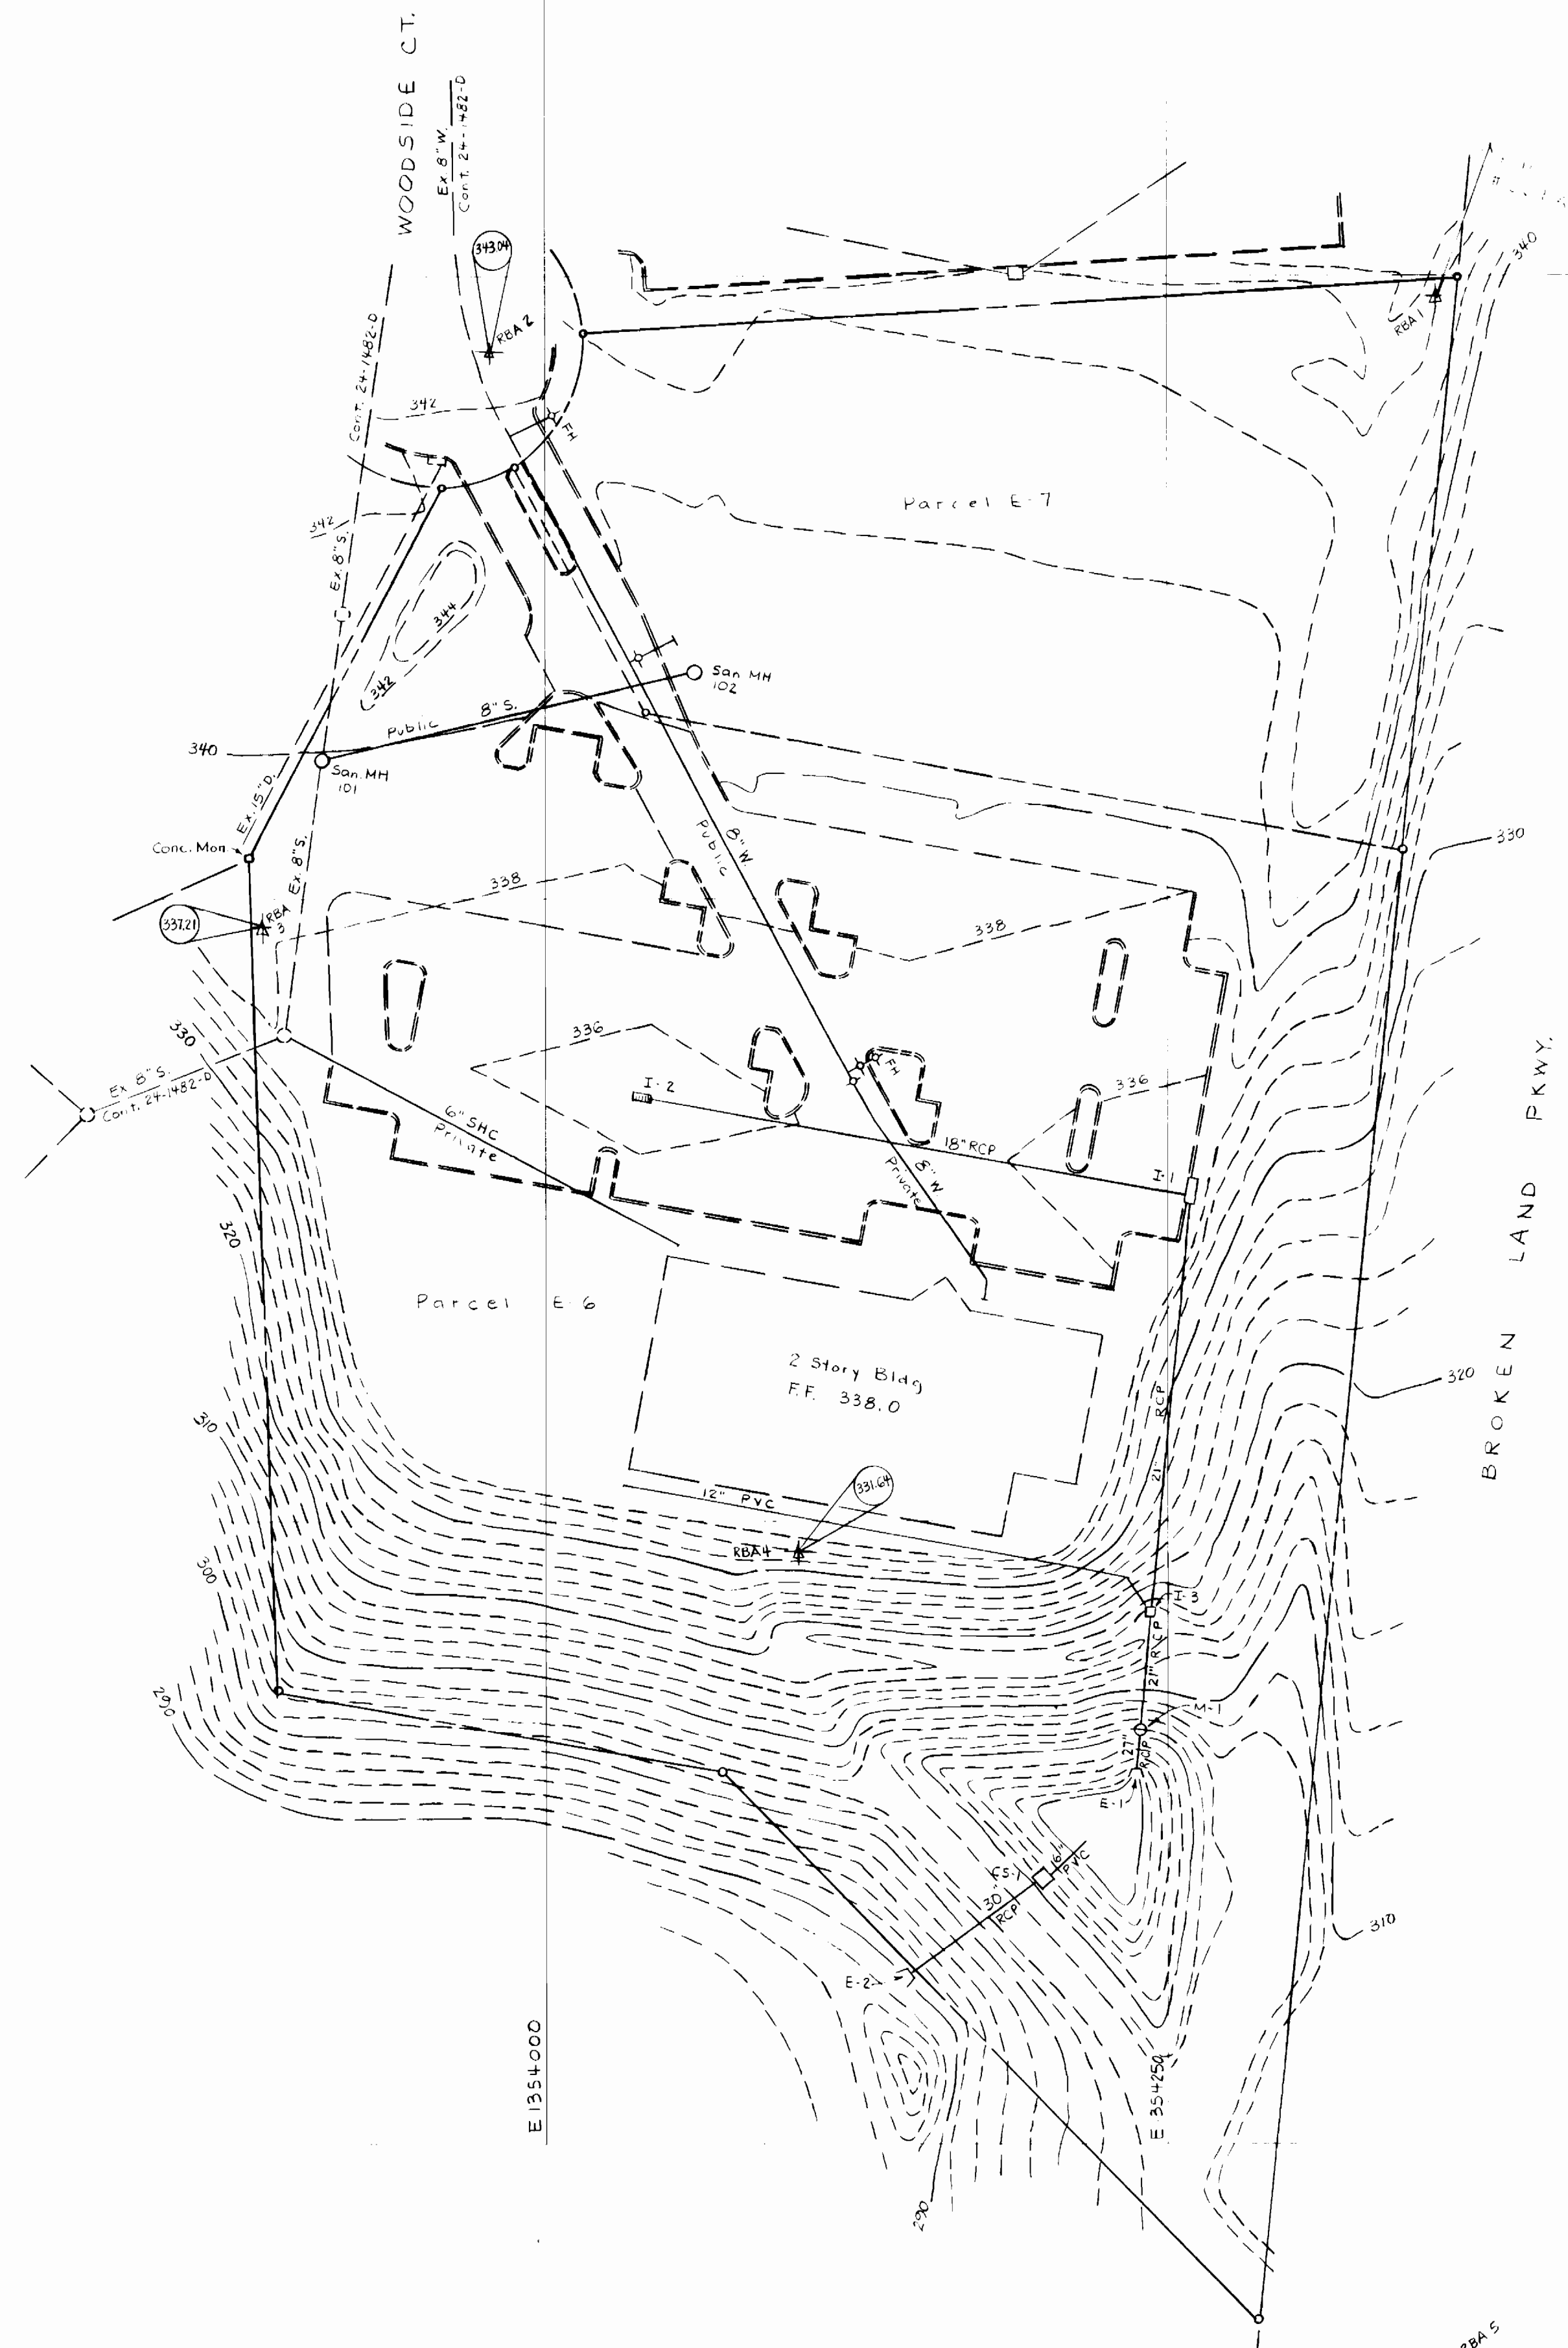 WOODSIDE CT.
Ex 8" W.
Cont. 24-1482-D
343.04
RBA 2
340
RBA 1
Cont. 24-1482-D
342
FH
Parcel E-7
342
Ex. 8" S.
344
342
San. MH
102
Public 8" S.
340
San. MH
101
Ex. 15" D.
8" W.
Public
330
Conc. Mon.
Ex. 8" S.
338
337.21
RBA
3
338
330
336
FH
336
Ex 8" S.
Cont. 24-1482-D
I-2
6" SHC
Private
18" RCP
I-1
8" W
Private
BROKEN LAND PKWY.
320
Parcel E-6
2 Story Bldg
F.F. 338.0
320
RCP
310
21"
331.64
12" PVC
RBA 4
300
I-3
21" RCP
290
M-1
27"
RCP
E-1
C.S.
6"
PVC
30"
RCP
310
E-2
E 1354000
E 354250
290
RBA 5